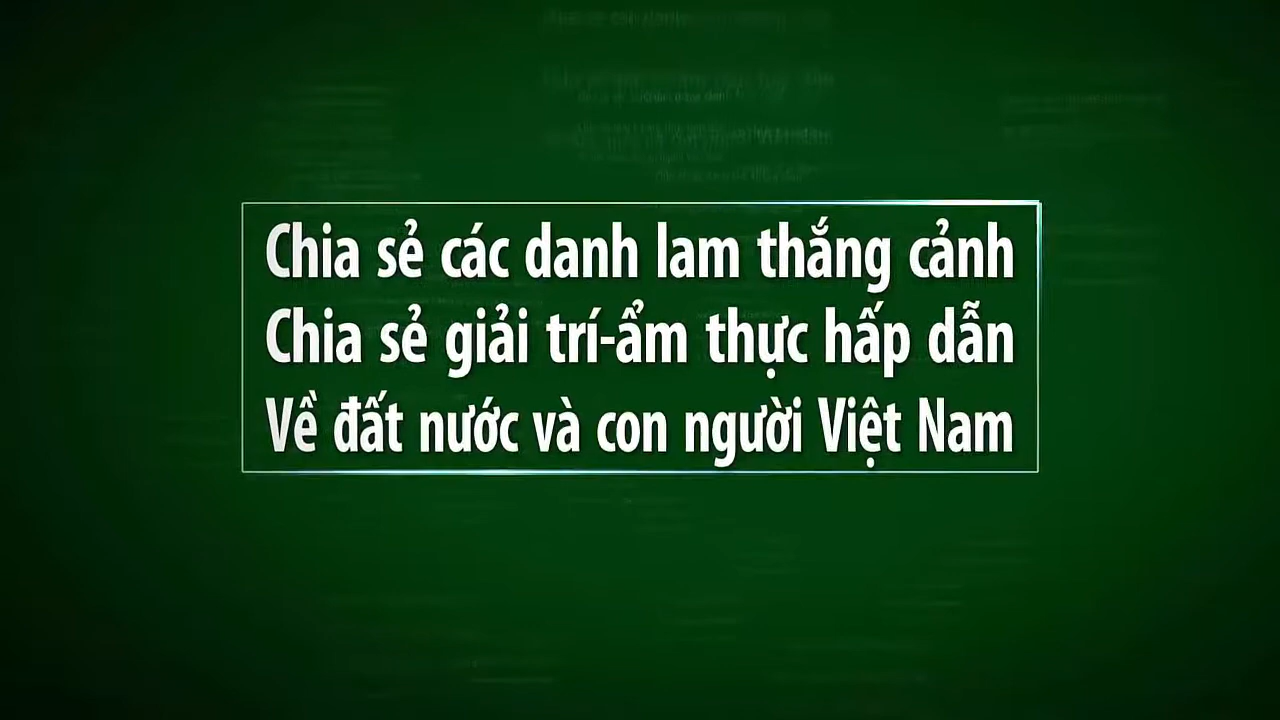 Chia sẻ các danh lam thắng cảnh
Chia sẻ giải trí-ẩm thực hấp dẫn
Về đất nước và con người Việt Nam